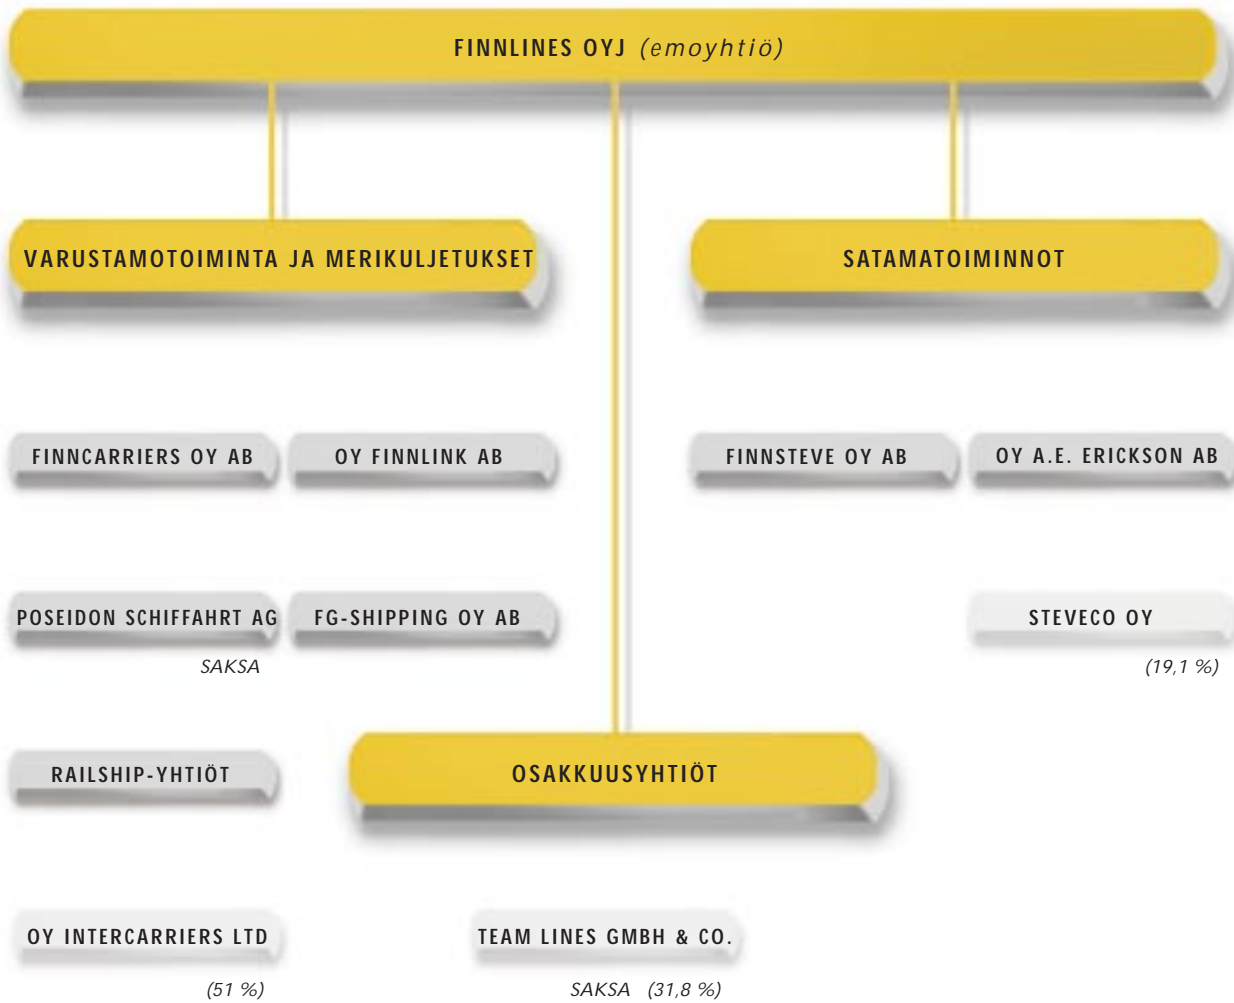 FINNLINES OYJ (emoyhtiö)
VARUSTAMOTOIMINTA JA MERIKULJETUKSET
SATAMATOIMINNOT
FINNCARRIERS OY AB
OY FINNLINK AB
FINNSTEVE OY AB
OY A.E. ERICKSON AB
POSEIDON SCHIFFAHRT AG
SAKSA
FG-SHIPPING OY AB
STEVECO OY
(19,1 %)
RAILSHIP-YHTIÖT
OSAKKUUSYHTIÖT
OY INTERCARRIERS LTD
(51 %)
TEAM LINES GMBH & CO.
SAKSA (31,8 %)